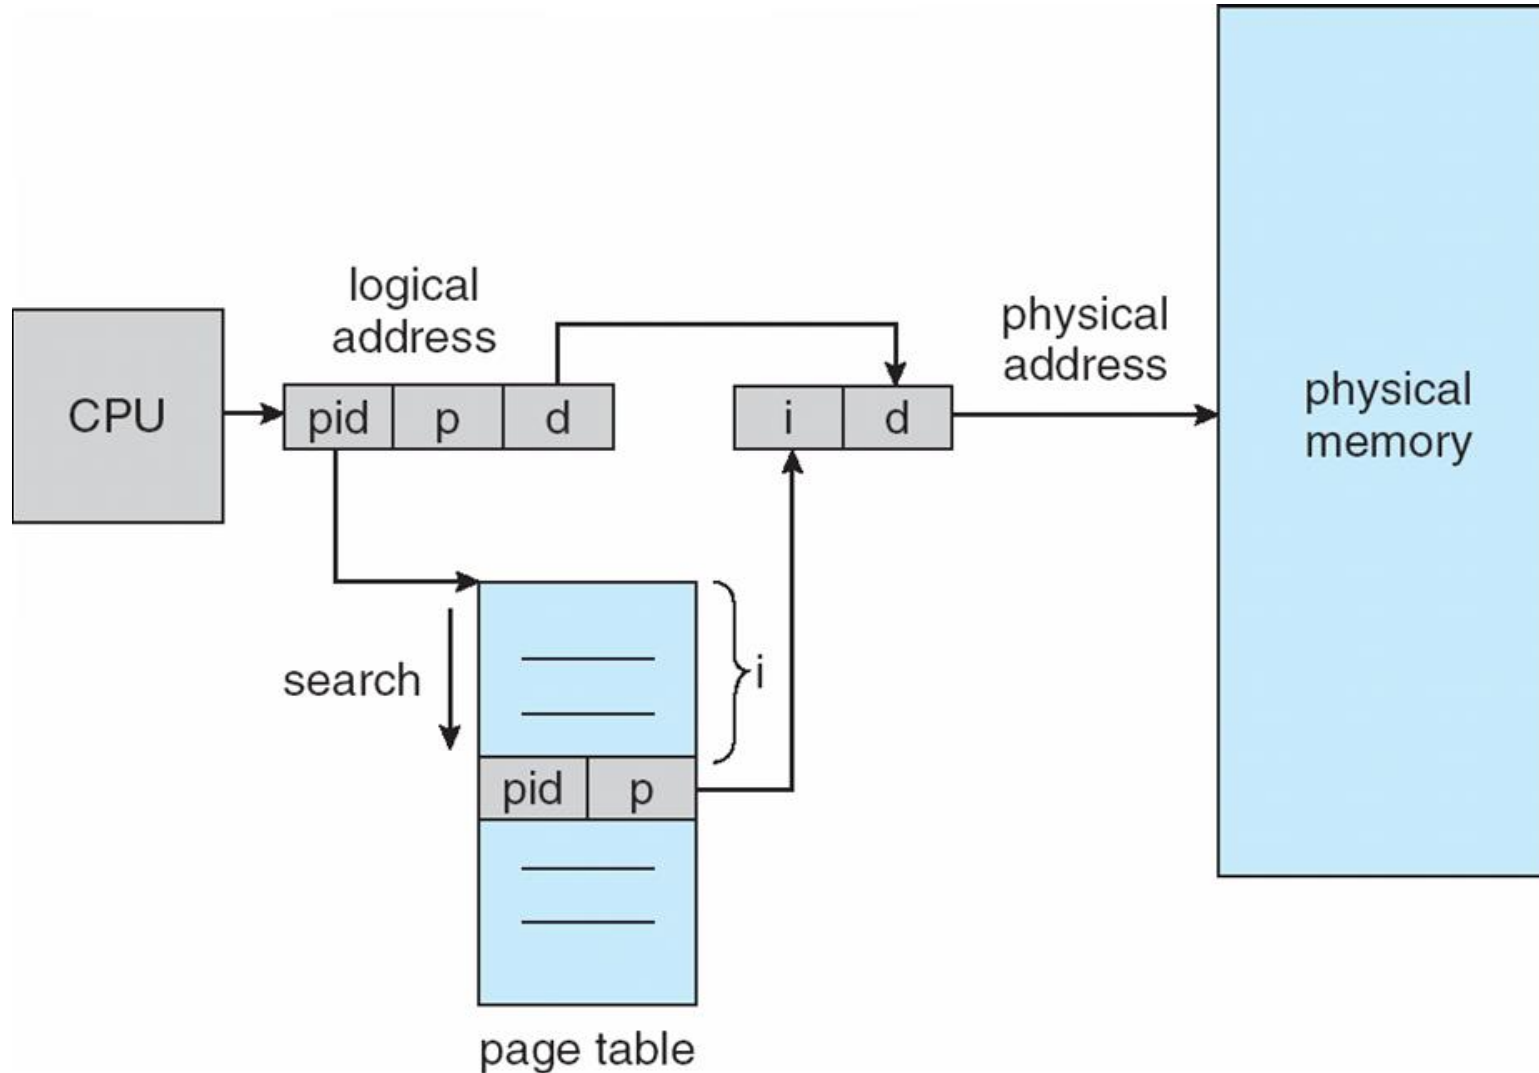 logical
address
CPU
pid p d
i d
physical
address
physical
memory
search
i
pid p
page table